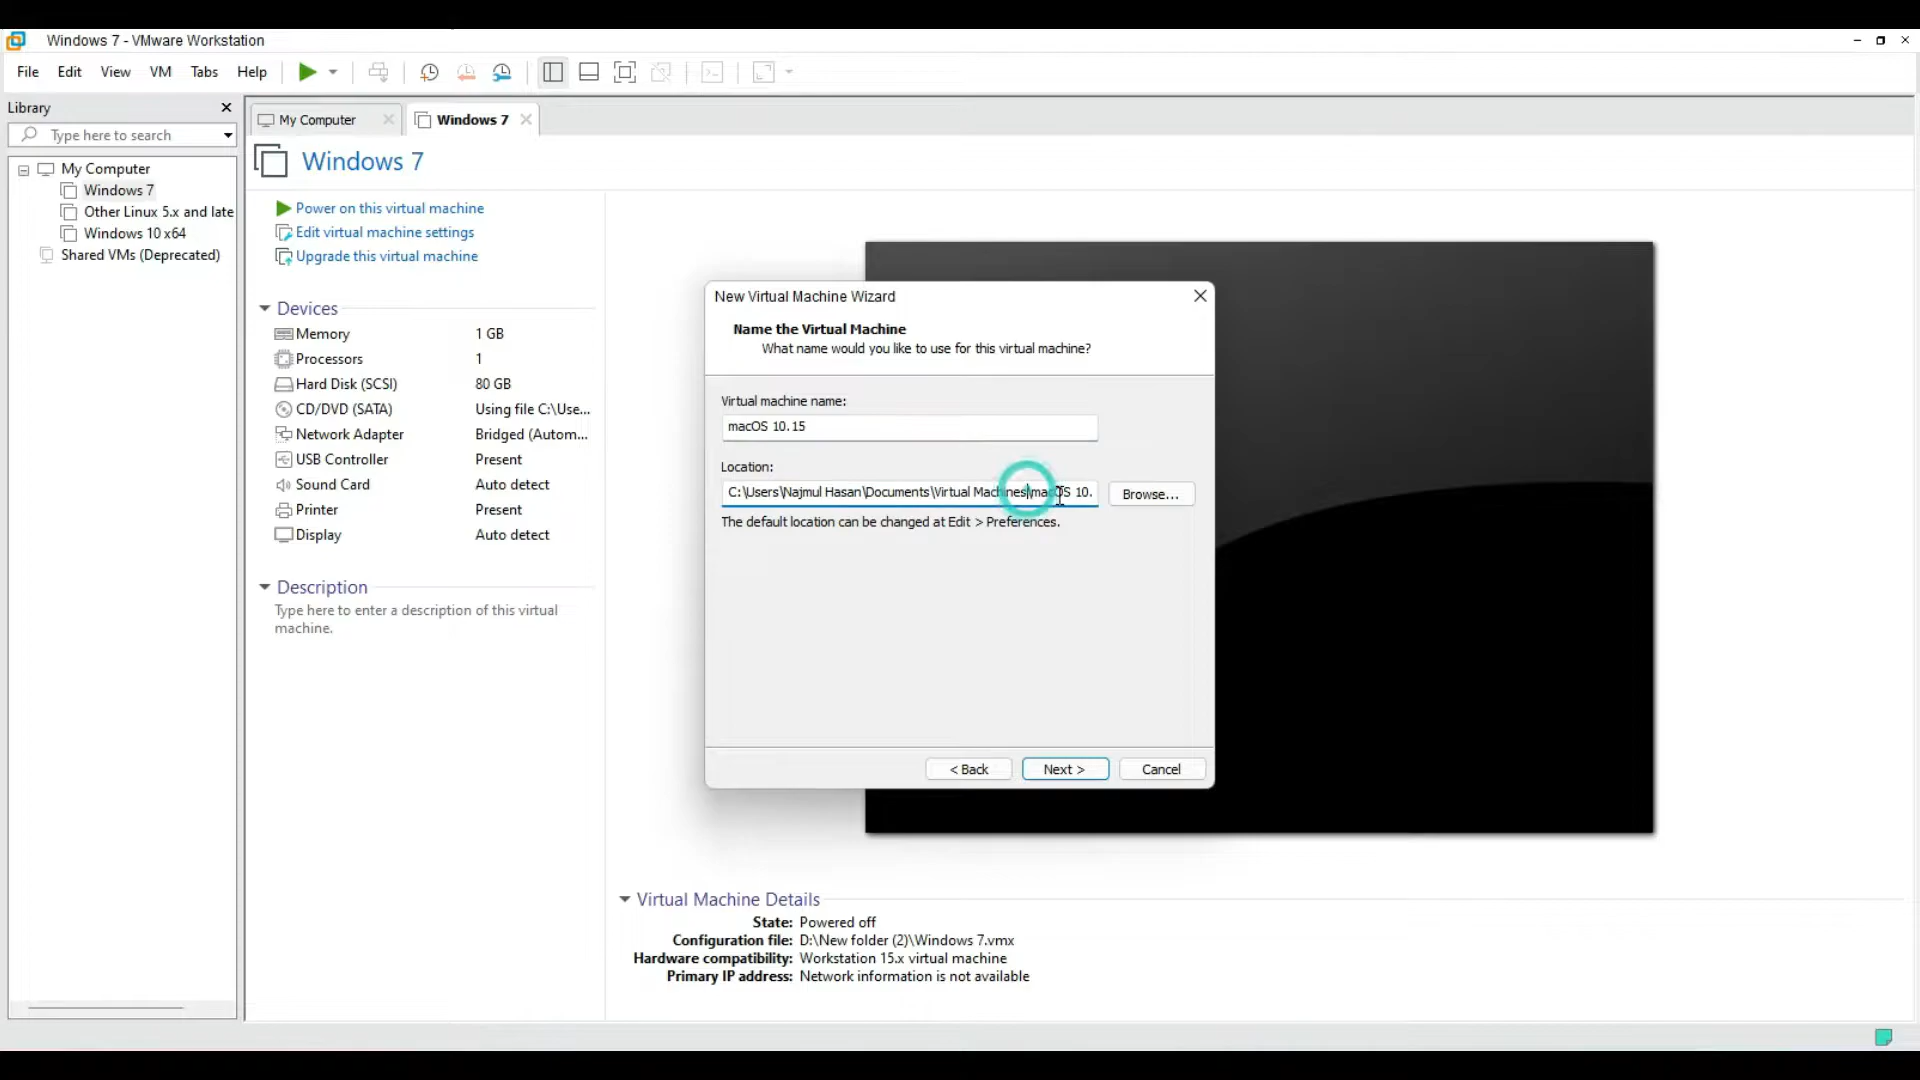 Windows 7 - VMware Workstation
File Edit View VM Tabs Help
Library
Type here to search
My Computer
Windows 7
Other Linux 5.x and late
Windows 10 x64
Shared VMs (Deprecated)
My Computer
Windows 7
Windows 7
Power on this virtual machine
Edit virtual machine settings
Upgrade this virtual machine
Devices
Memory 1 GB
Processors 1
Hard Disk (SCSI) 80 GB
CD/DVD (SATA) Using file C:\Use...
Network Adapter Bridged (Autom...
USB Controller Present
Sound Card Auto detect
Printer Present
Display Auto detect
Description
Type here to enter a description of this virtual
machine.
New Virtual Machine Wizard
Name the Virtual Machine
What name would you like to use for this virtual machine?
Virtual machine name:
macOS 10.15
Location:
C:\Users\Najmul Hasan\Documents\Virtual Machines\macOS 10.
Browse...
The default location can be changed at Edit > Preferences.
< Back Next > Cancel
Virtual Machine Details
State: Powered off
Configuration file: D:\New folder (2)\Windows 7.vmx
Hardware compatibility: Workstation 15.x virtual machine
Primary IP address: Network information is not available